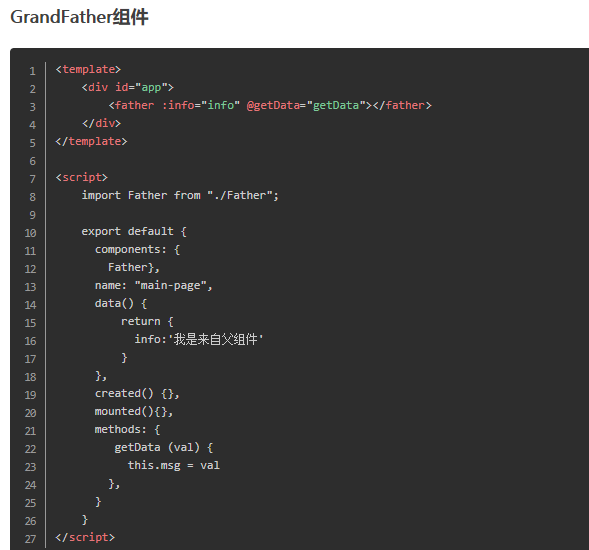 GrandFather组件
1 <template>
2     <div id="app">
3         <father :info="info" @getData="getData"></father>
4     </div>
5 </template>
6
7 <script>
8     import Father from "./Father";
9
10     export default {
11       components: {
12         Father},
13       name: "main-page",
14       data() {
15           return {
16             info:'我是来自父组件'
17           }
18       },
19       created() {},
20       mounted(){},
21       methods: {
22          getData (val) {
23            this.msg = val
24         },
25       }
26     }
27 </script>